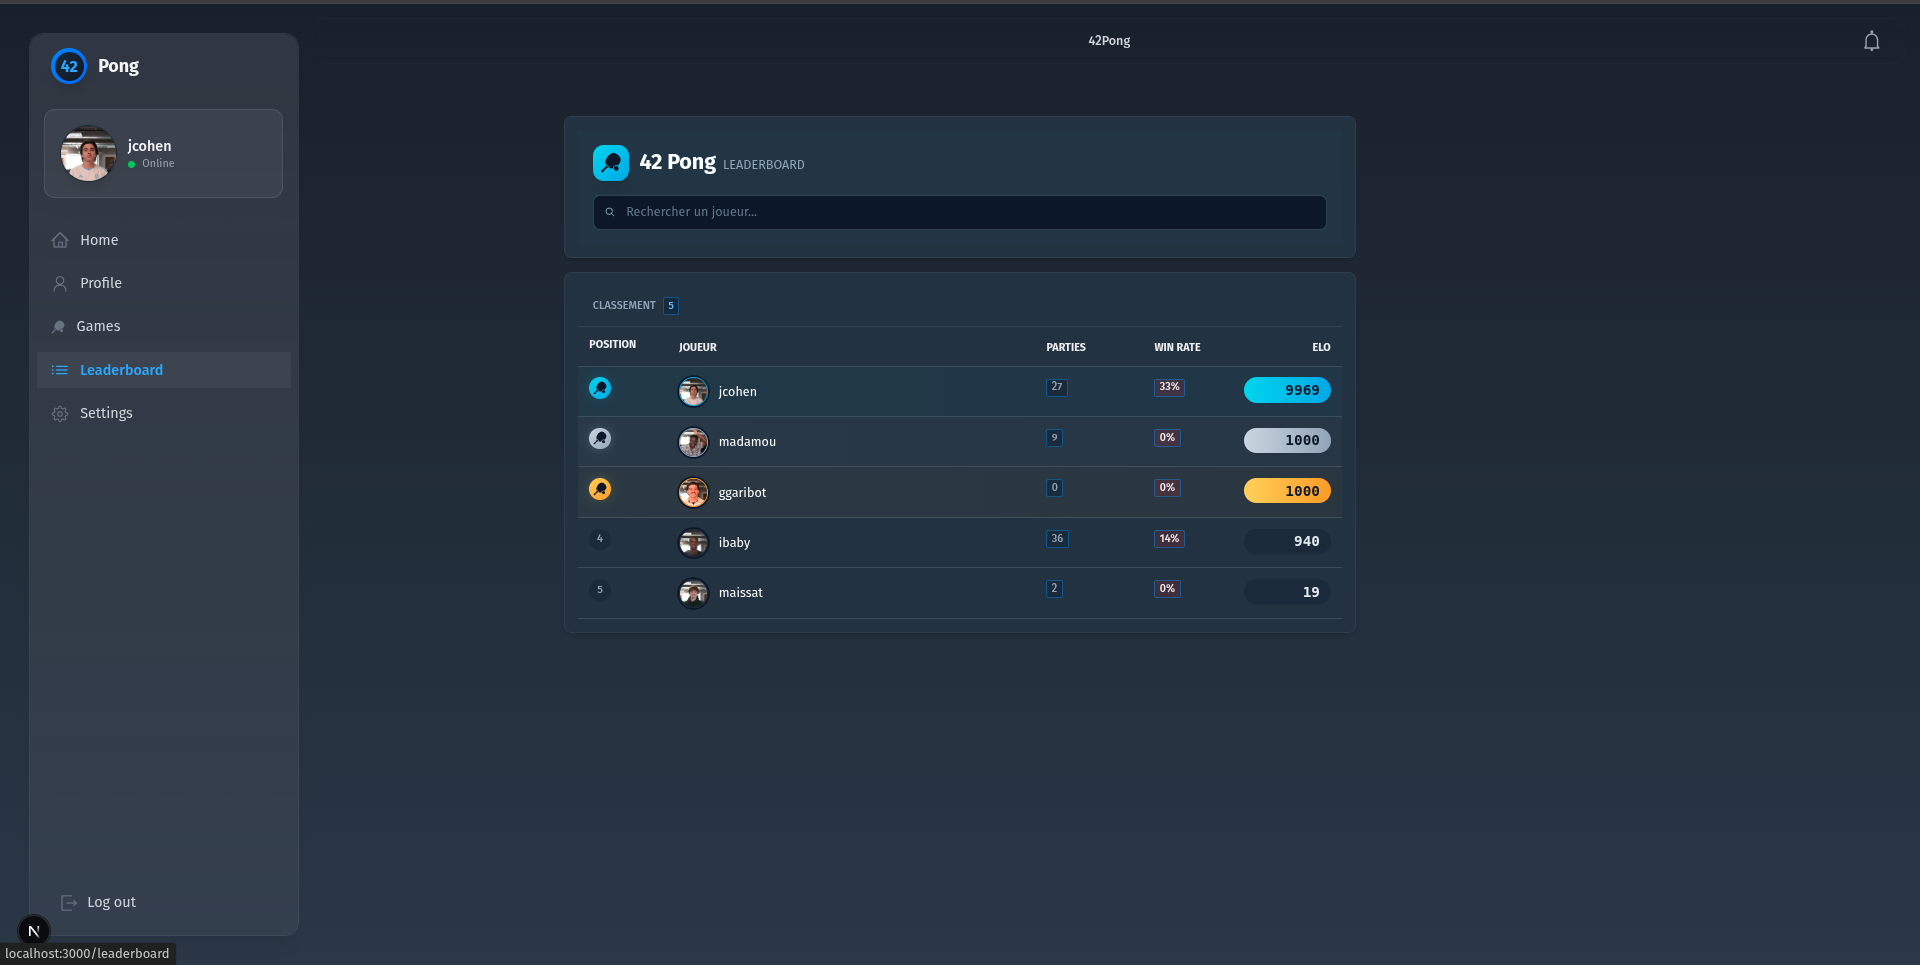 42 Pong
42Pong
jcohen
Online
Home
Profile
Games
Leaderboard
Settings
Log out
N
localhost:3000/leaderboard
42 Pong LEADERBOARD
Rechercher un joueur...
CLASSEMENT 5
POSITION JOUEUR PARTIES WIN RATE ELO
jcohen 27 33% 9969
madamou 9 0% 1000
ggaribot 0 0% 1000
4 ibaby 36 14% 940
5 maissat 2 0% 19